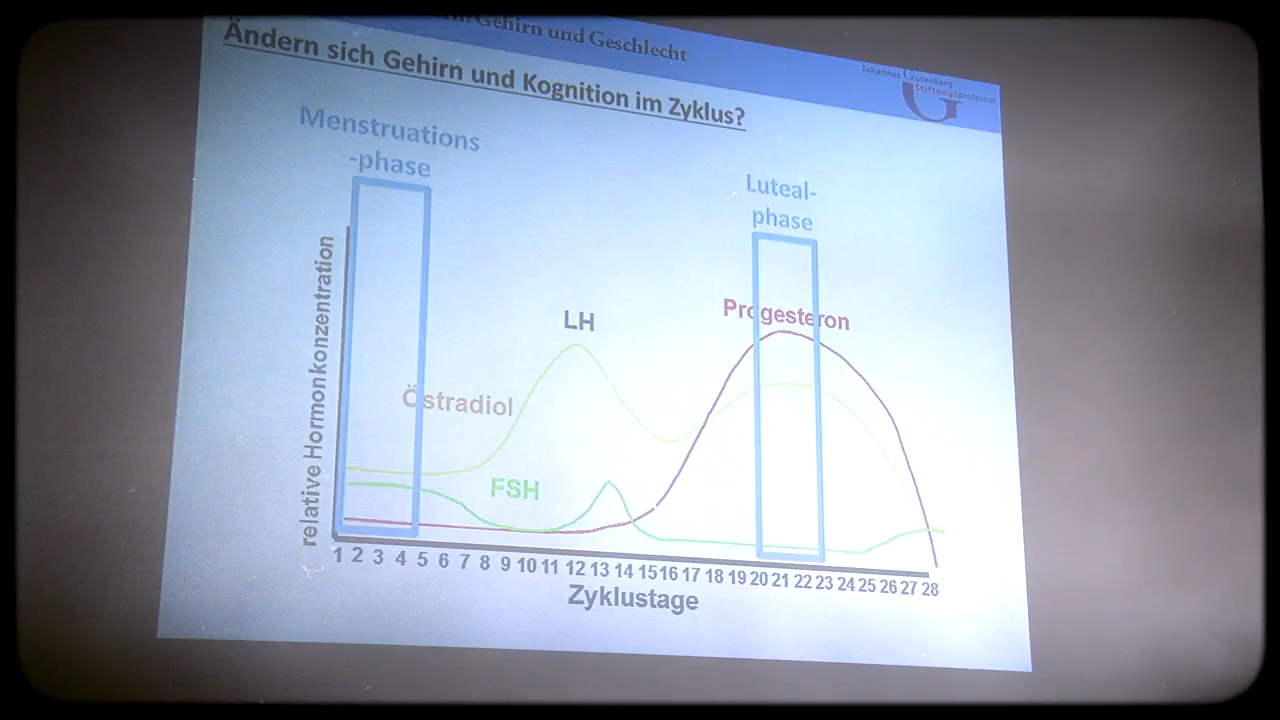 Gehirn und Geschlecht
Johannes Gutenberg
Stiftungsprofessur
Ändern sich Gehirn und Kognition im Zyklus?
Menstruations
-phase
Luteal-
phase
relative Hormonkonzentration
LH
Progesteron
Östradiol
FSH
1 2 3 4 5 6 7 8 9 10 11 12 13 14 15 16 17 18 19 20 21 22 23 24 25 26 27 28
Zyklustage